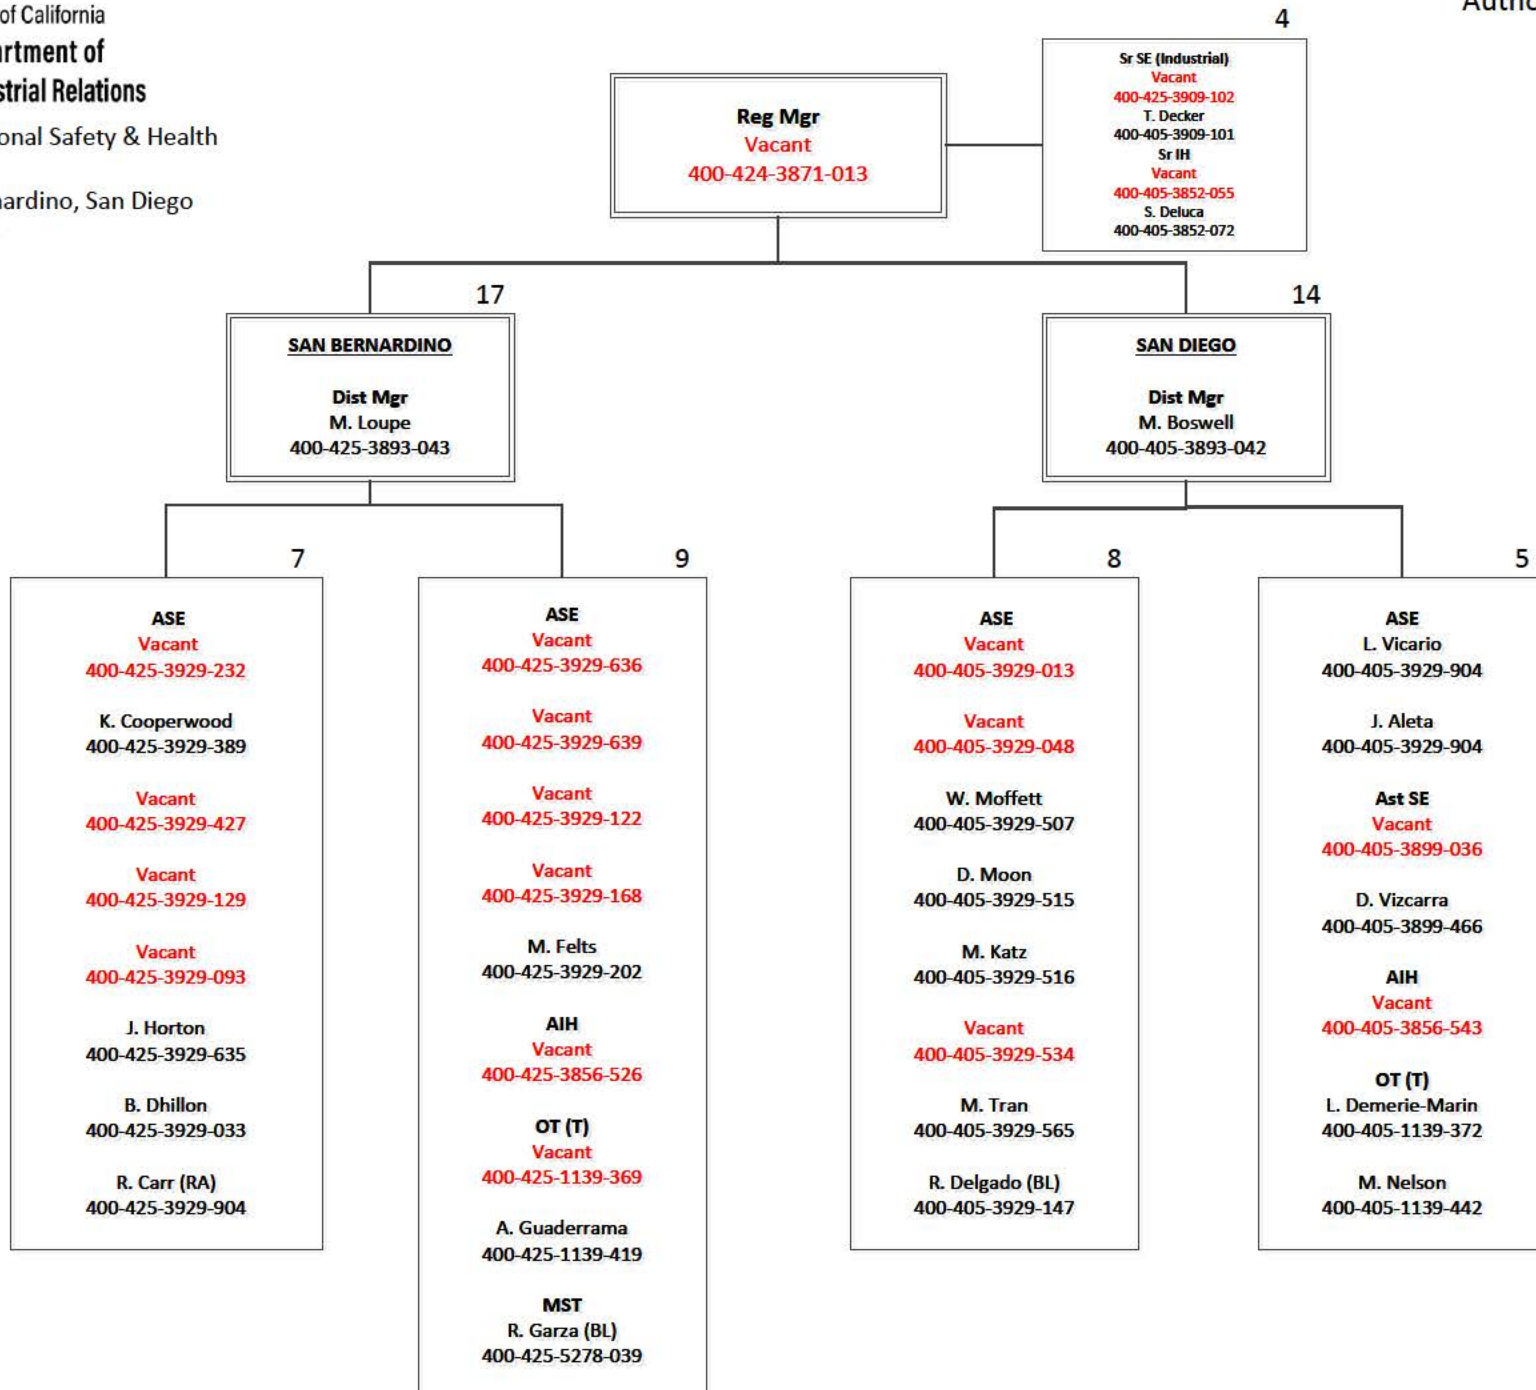 of California
Autho
artment of
strial Relations
onal Safety & Health
nardino, San Diego
Reg Mgr
Vacant
400-424-3871-013
4
Sr SE (Industrial)
Vacant
400-425-3909-102
T. Decker
400-405-3909-101
Sr IH
Vacant
400-405-3852-055
S. Deluca
400-405-3852-072
17
SAN BERNARDINO
Dist Mgr
M. Loupe
400-425-3893-043
14
SAN DIEGO
Dist Mgr
M. Boswell
400-405-3893-042
7
ASE
Vacant
400-425-3929-232
K. Cooperwood
400-425-3929-389
Vacant
400-425-3929-427
Vacant
400-425-3929-129
Vacant
400-425-3929-093
J. Horton
400-425-3929-635
B. Dhillon
400-425-3929-033
R. Carr (RA)
400-425-3929-904
9
ASE
Vacant
400-425-3929-636
Vacant
400-425-3929-639
Vacant
400-425-3929-122
Vacant
400-425-3929-168
M. Felts
400-425-3929-202
AIH
Vacant
400-425-3856-526
OT (T)
Vacant
400-425-1139-369
A. Guaderrama
400-425-1139-419
MST
R. Garza (BL)
400-425-5278-039
8
ASE
Vacant
400-405-3929-013
Vacant
400-405-3929-048
W. Moffett
400-405-3929-507
D. Moon
400-405-3929-515
M. Katz
400-405-3929-516
Vacant
400-405-3929-534
M. Tran
400-405-3929-565
R. Delgado (BL)
400-405-3929-147
5
ASE
L. Vicario
400-405-3929-904
J. Aleta
400-405-3929-904
Ast SE
Vacant
400-405-3899-036
D. Vizcarra
400-405-3899-466
AIH
Vacant
400-405-3856-543
OT (T)
L. Demerie-Marin
400-405-1139-372
M. Nelson
400-405-1139-442